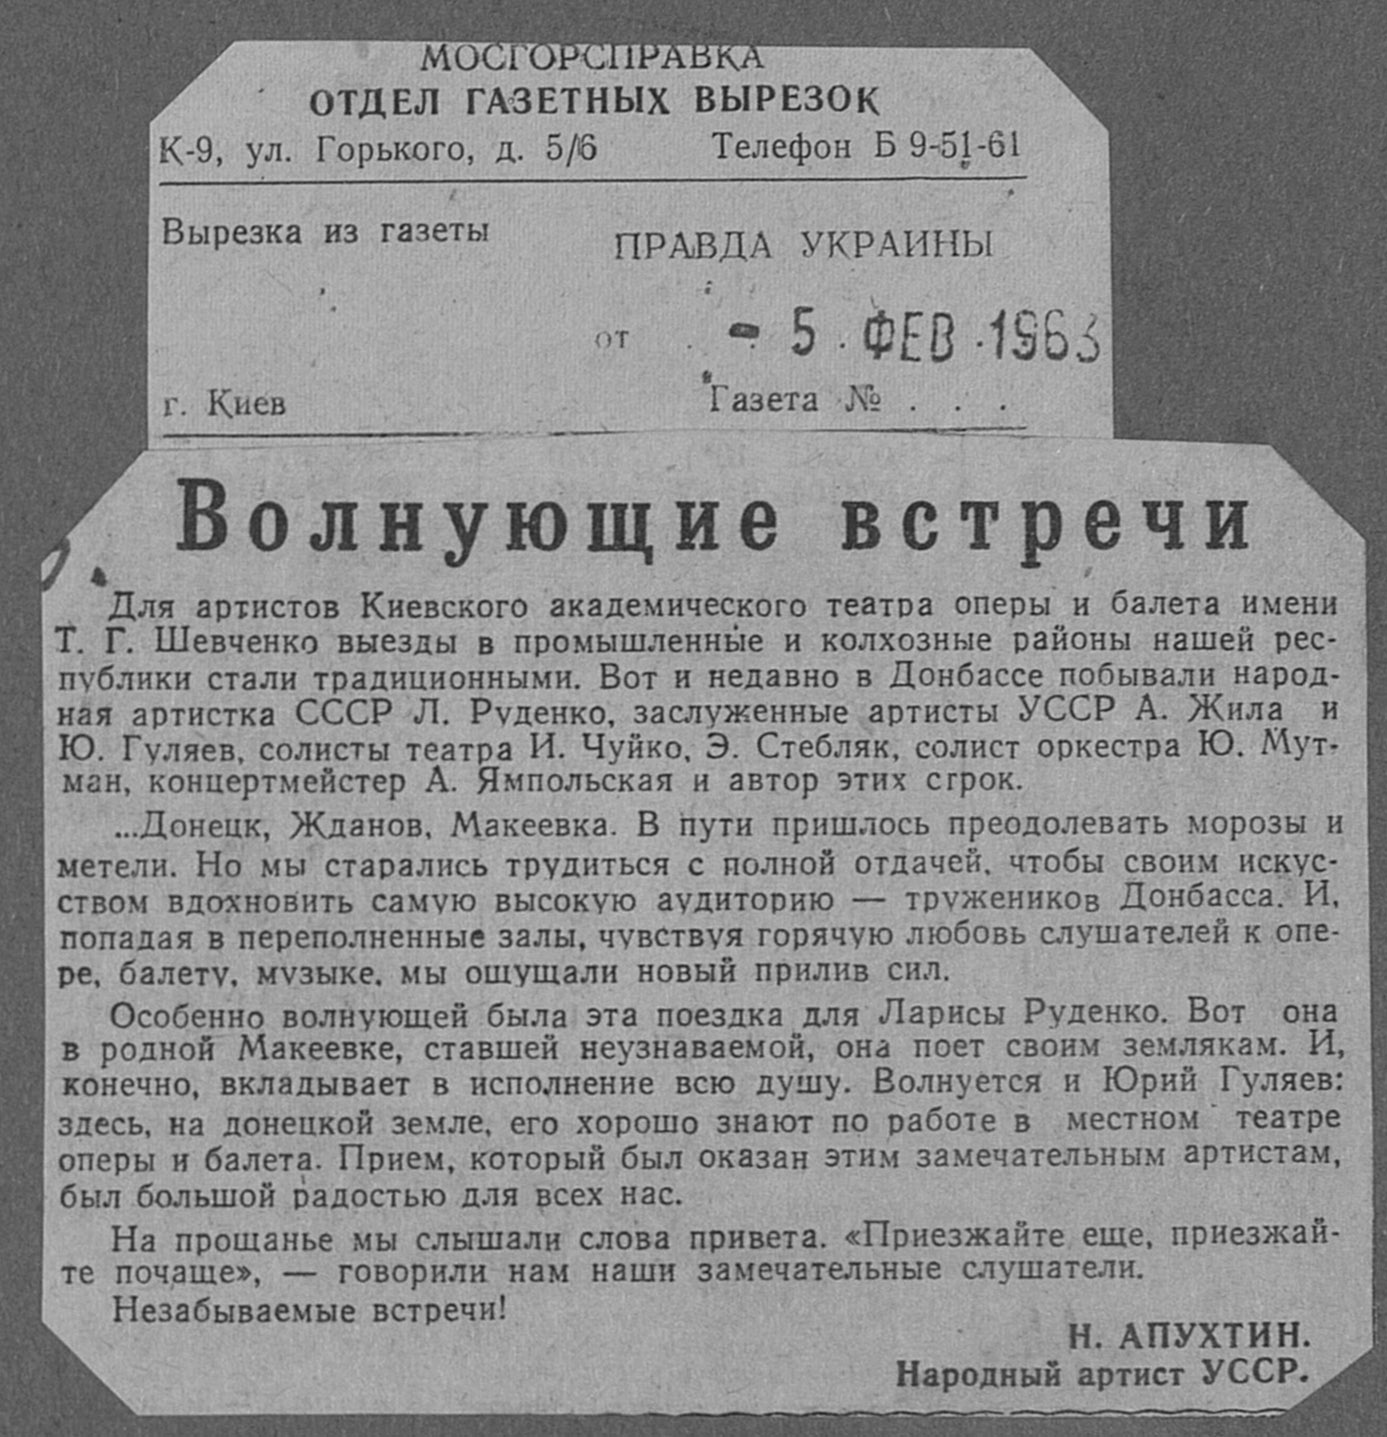 МОСГОРСПРАВКА
ОТДЕЛ ГАЗЕТНЫХ ВЫРЕЗОК
К-9, ул. Горького, д. 5/6 Телефон Б 9-51-61
Вырезка из газеты
ПРАВДА УКРАИНЫ
от - 5 . ФЕВ . 1963
г. Киев Газета № . . .
Волнующие встречи
Для артистов Киевского академического театра оперы и балета имени
Т. Г. Шевченко выезды в промышленные и колхозные районы нашей рес-
публики стали традиционными. Вот и недавно в Донбассе побывали народ-
ная артистка СССР Л. Руденко, заслуженные артисты УССР А. Жила и
Ю. Гуляев, солисты театра И. Чуйко, Э. Стебляк, солист оркестра Ю. Мут-
ман, концертмейстер А. Ямпольская и автор этих строк.
...Донецк, Жданов, Макеевка. В пути пришлось преодолевать морозы и
метели. Но мы старались трудиться с полной отдачей, чтобы своим искус-
ством вдохновить самую высокую аудиторию — тружеников Донбасса. И,
попадая в переполненные залы, чувствуя горячую любовь слушателей к опе-
ре, балету, музыке, мы ощущали новый прилив сил.
Особенно волнующей была эта поездка для Ларисы Руденко. Вот она
в родной Макеевке, ставшей неузнаваемой, она поет своим землякам. И,
конечно, вкладывает в исполнение всю душу. Волнуется и Юрий Гуляев:
здесь, на донецкой земле, его хорошо знают по работе в местном театре
оперы и балета. Прием, который был оказан этим замечательным артистам,
был большой радостью для всех нас.
На прощанье мы слышали слова привета. «Приезжайте еще, приезжай-
те почаще», — говорили нам наши замечательные слушатели.
Незабываемые встречи!
Н. АПУХТИН.
Народный артист УССР.